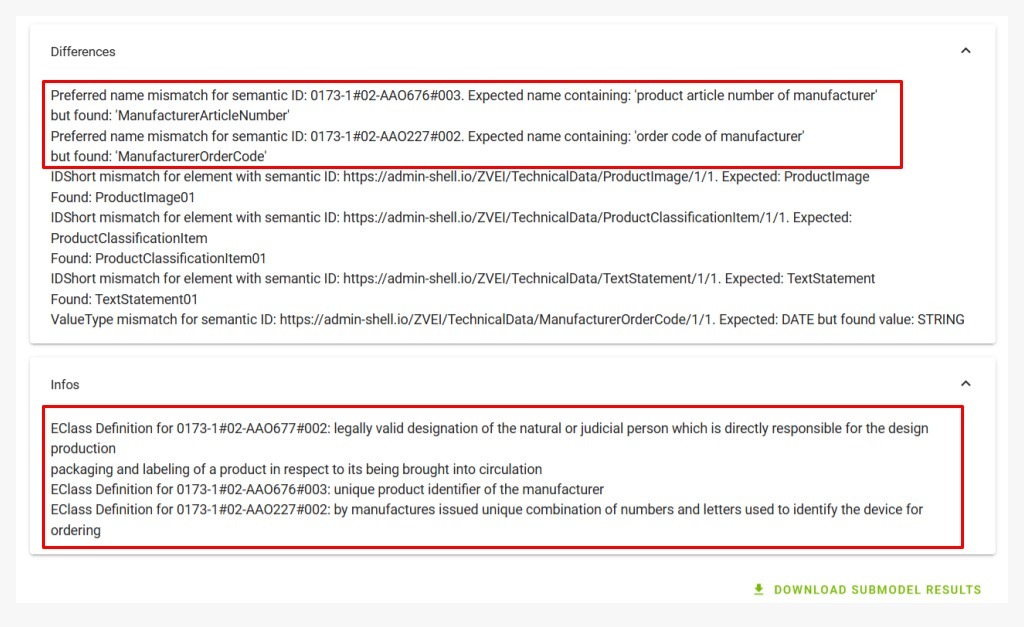 Differences
Preferred name mismatch for semantic ID: 0173-1#02-AAO676#003. Expected name containing: 'product article number of manufacturer'
but found: 'ManufacturerArticleNumber'
Preferred name mismatch for semantic ID: 0173-1#02-AAO227#002. Expected name containing: 'order code of manufacturer'
but found: 'ManufacturerOrderCode'
IDShort mismatch for element with semantic ID: https://admin-shell.io/ZVEI/TechnicalData/ProductImage/1/1. Expected: ProductImage
Found: ProductImage01
IDShort mismatch for element with semantic ID: https://admin-shell.io/ZVEI/TechnicalData/ProductClassificationItem/1/1. Expected:
ProductClassificationItem
Found: ProductClassificationItem01
IDShort mismatch for element with semantic ID: https://admin-shell.io/ZVEI/TechnicalData/TextStatement/1/1. Expected: TextStatement
Found: TextStatement01
ValueType mismatch for semantic ID: https://admin-shell.io/ZVEI/TechnicalData/ManufacturerOrderCode/1/1. Expected: DATE but found value: STRING
Infos
EClass Definition for 0173-1#02-AAO677#002: legally valid designation of the natural or judicial person which is directly responsible for the design
production
packaging and labeling of a product in respect to its being brought into circulation
EClass Definition for 0173-1#02-AAO676#003: unique product identifier of the manufacturer
EClass Definition for 0173-1#02-AAO227#002: by manufactures issued unique combination of numbers and letters used to identify the device for
ordering
DOWNLOAD SUBMODEL RESULTS